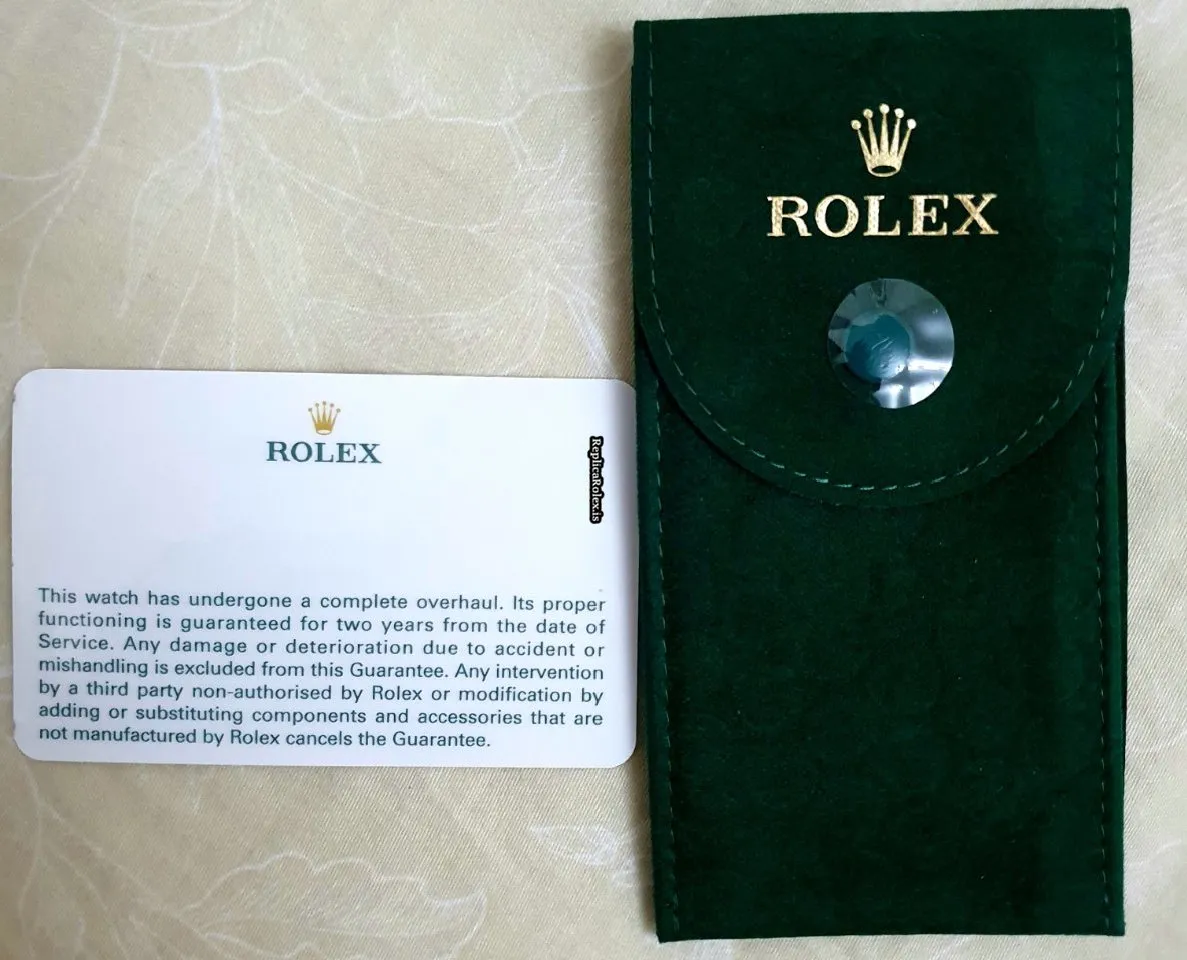 ROLEX
ROLEX
ReplicaRolex.is
This watch has undergone a complete overhaul. Its proper
functioning is guaranteed for two years from the date of
Service. Any damage or deterioration due to accident or
mishandling is excluded from this Guarantee. Any intervention
by a third party non-authorised by Rolex or modification by
adding or substituting components and accessories that are
not manufactured by Rolex cancels the Guarantee.